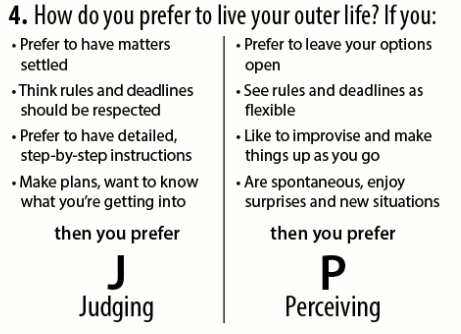 4. How do you prefer to live your outer life? If you:
• Prefer to have matters
settled
• Think rules and deadlines
should be respected
• Prefer to have detailed,
step-by-step instructions
• Make plans, want to know
what you're getting into
then you prefer
J
Judging
• Prefer to leave your options
open
• See rules and deadlines as
flexible
• Like to improvise and make
things up as you go
• Are spontaneous, enjoy
surprises and new situations
then you prefer
P
Perceiving